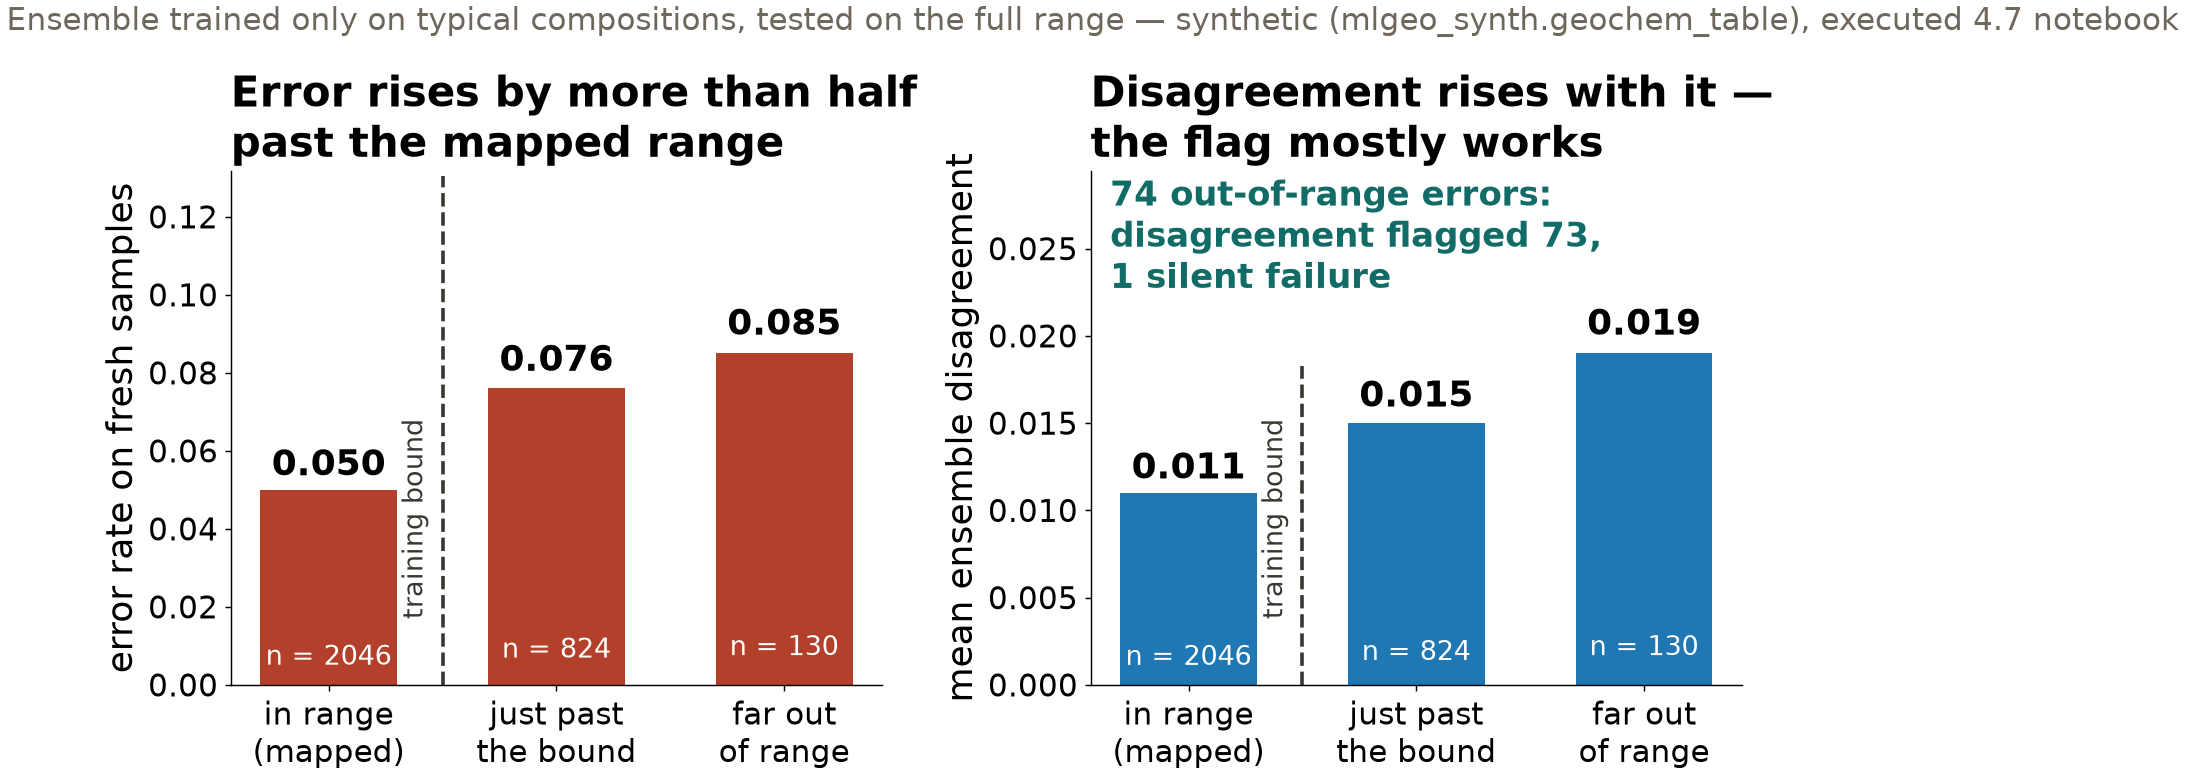 Ensemble trained only on typical compositions, tested on the full range — synthetic (mlgeo_synth.geochem_table), executed 4.7 notebook
Error rises by more than half
past the mapped range
error rate on fresh samples
0.12
0.10
0.08
0.06
0.04
0.02
0.00
0.050
0.076
0.085
training bound
n = 2046
n = 824
n = 130
in range
(mapped)
just past
the bound
far out
of range
Disagreement rises with it —
the flag mostly works
mean ensemble disagreement
0.025
0.020
0.015
0.010
0.005
0.000
74 out-of-range errors:
disagreement flagged 73,
1 silent failure
0.011
0.015
0.019
training bound
n = 2046
n = 824
n = 130
in range
(mapped)
just past
the bound
far out
of range